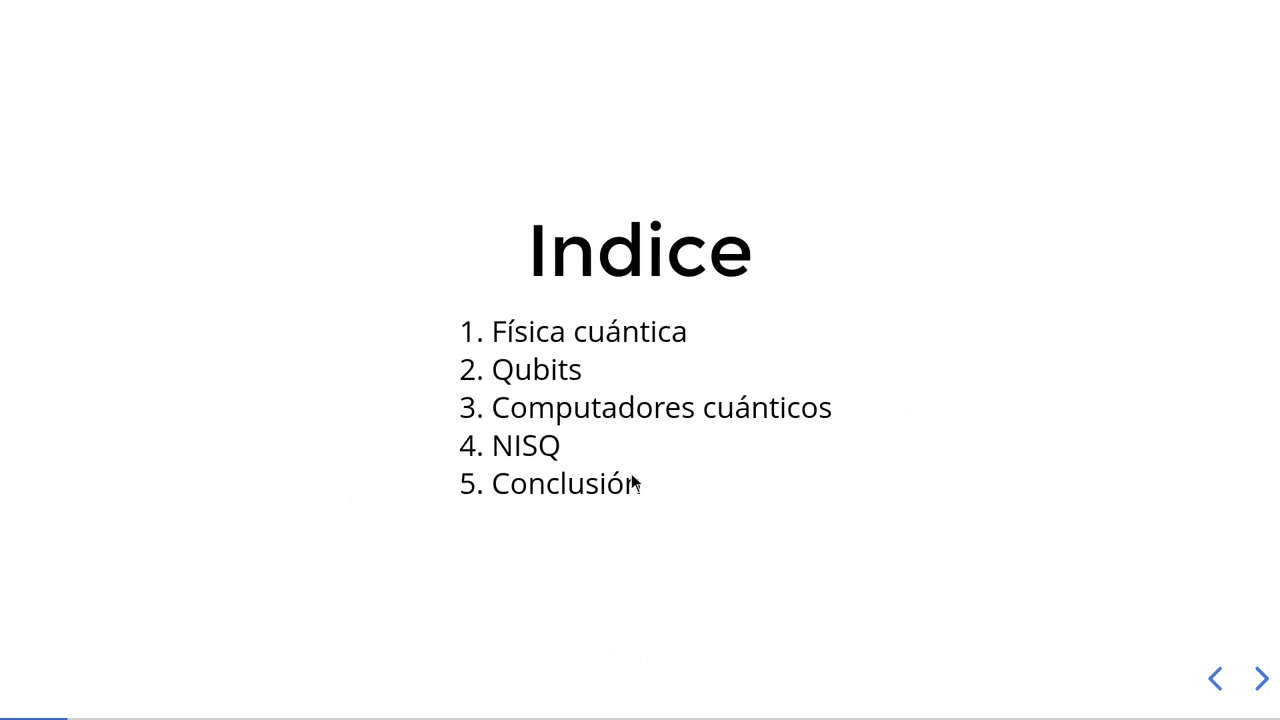 Indice
1. Física cuántica
2. Qubits
3. Computadores cuánticos
4. NISQ
5. Conclusión